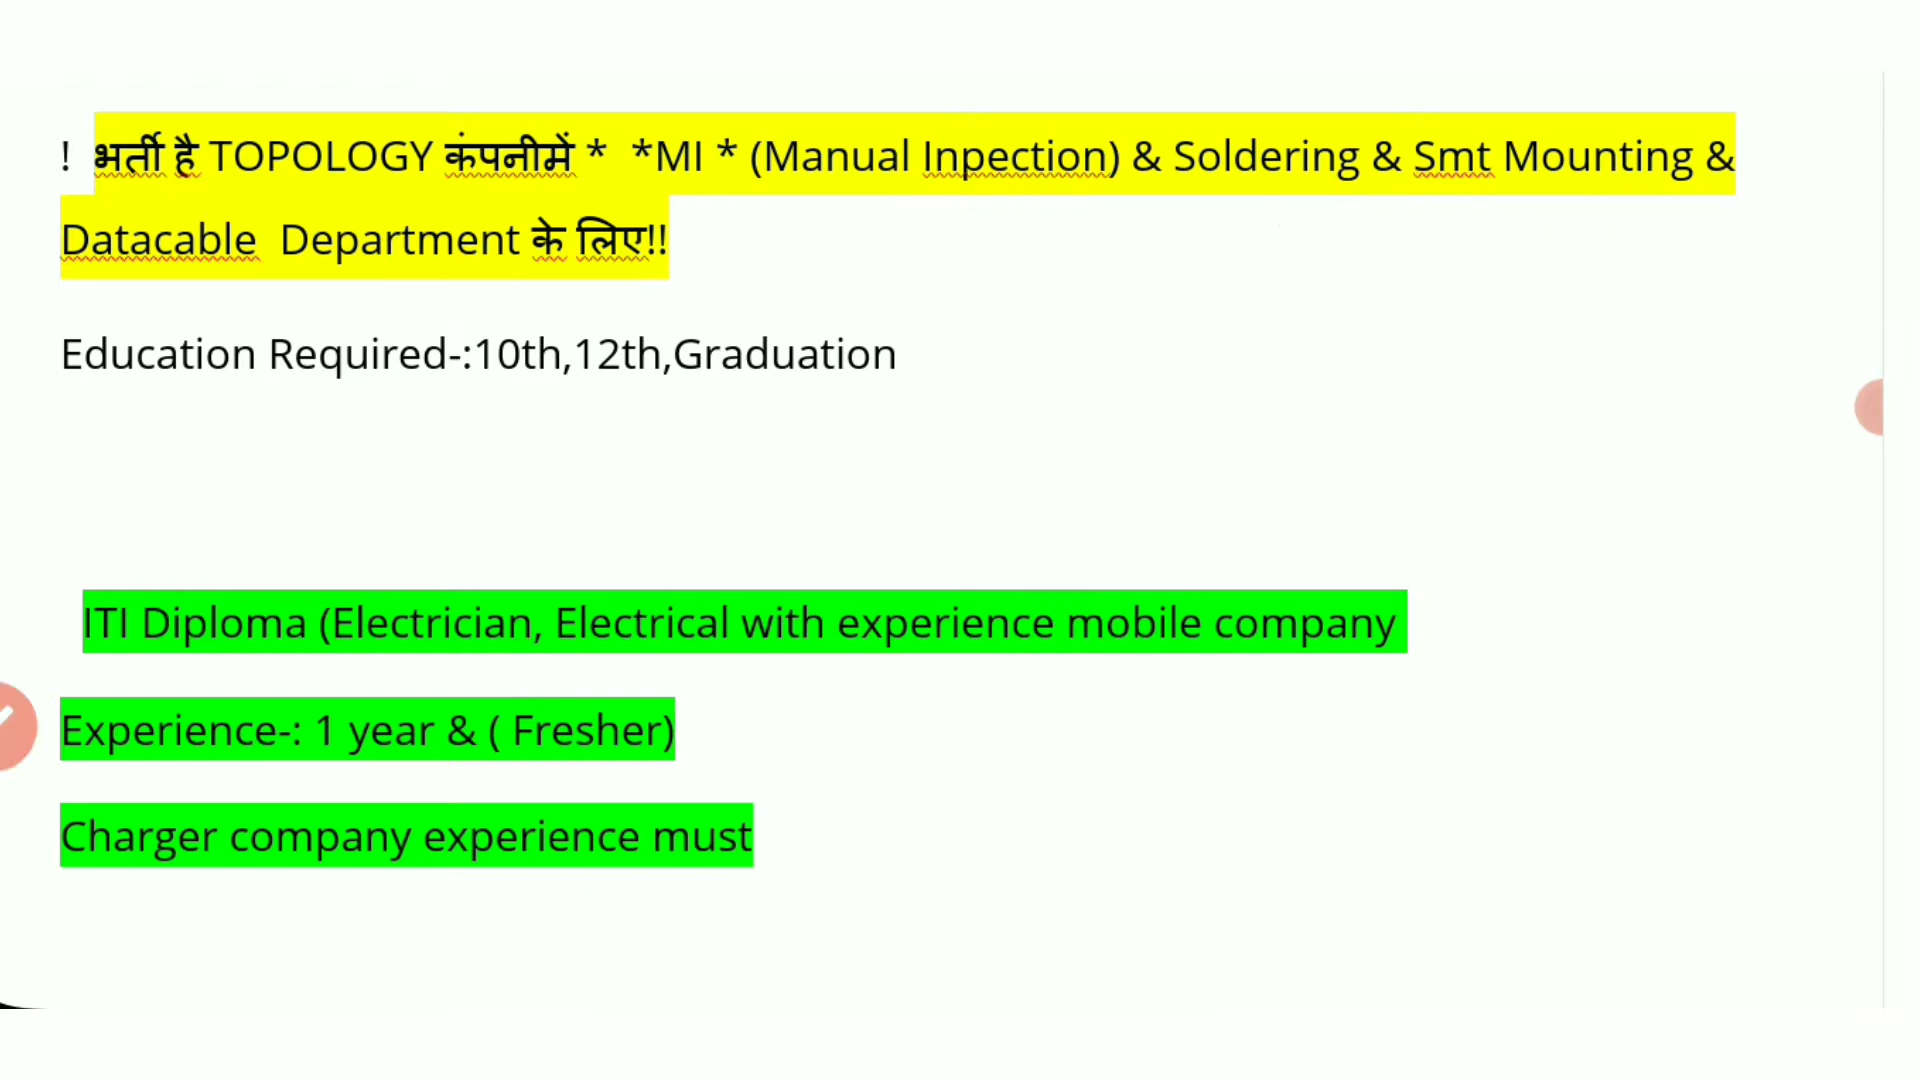 ! भर्ती है TOPOLOGY कंपनीमें * *MI * (Manual Inpection) & Soldering & Smt Mounting &
Datacable Department के लिए!!
Education Required-:10th,12th,Graduation
ITI Diploma (Electrician, Electrical with experience mobile company
Experience-: 1 year & ( Fresher)
Charger company experience must